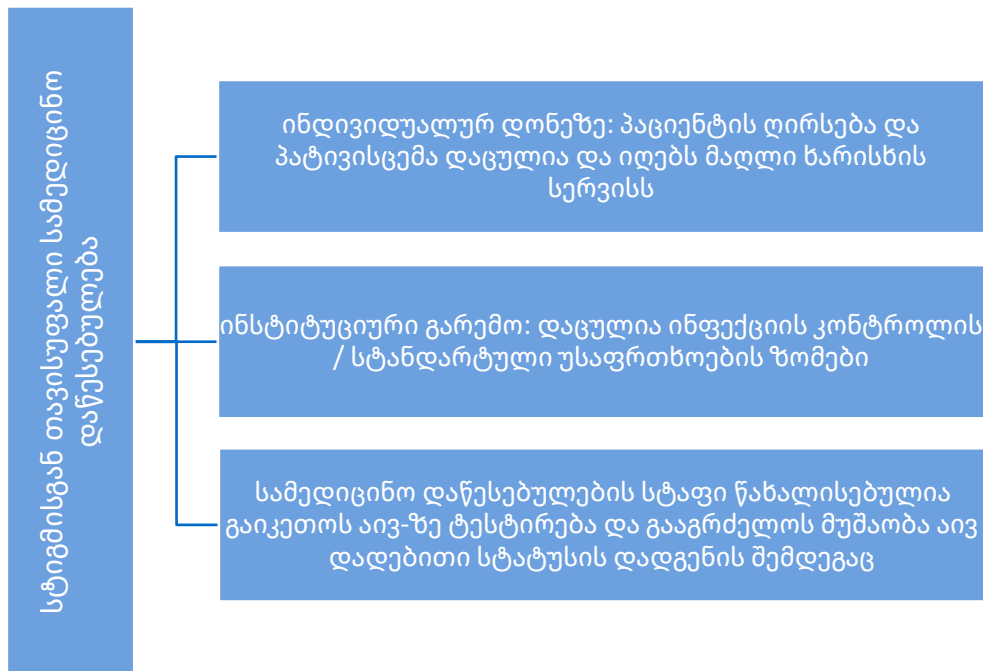 სტიგმისგან თავისუფალი სამედიცინო
დაწესებულება
ინდივიდუალურ დონეზე: პაციენტის ღირსება და
პატივისცემა დაცულია და იღებს მაღლი ხარისხის
სერვისს
ინსტიტუციური გარემო: დაცულია ინფექციის კონტროლის
/ სტანდარტული უსაფრთხოების ზომები
სამედიცინო დაწესებულების სტაფი წახალისებულია
გაიკეთოს აივ-ზე ტესტირება და გააგრძელოს მუშაობა აივ
დადებითი სტატუსის დადგენის შემდეგაც